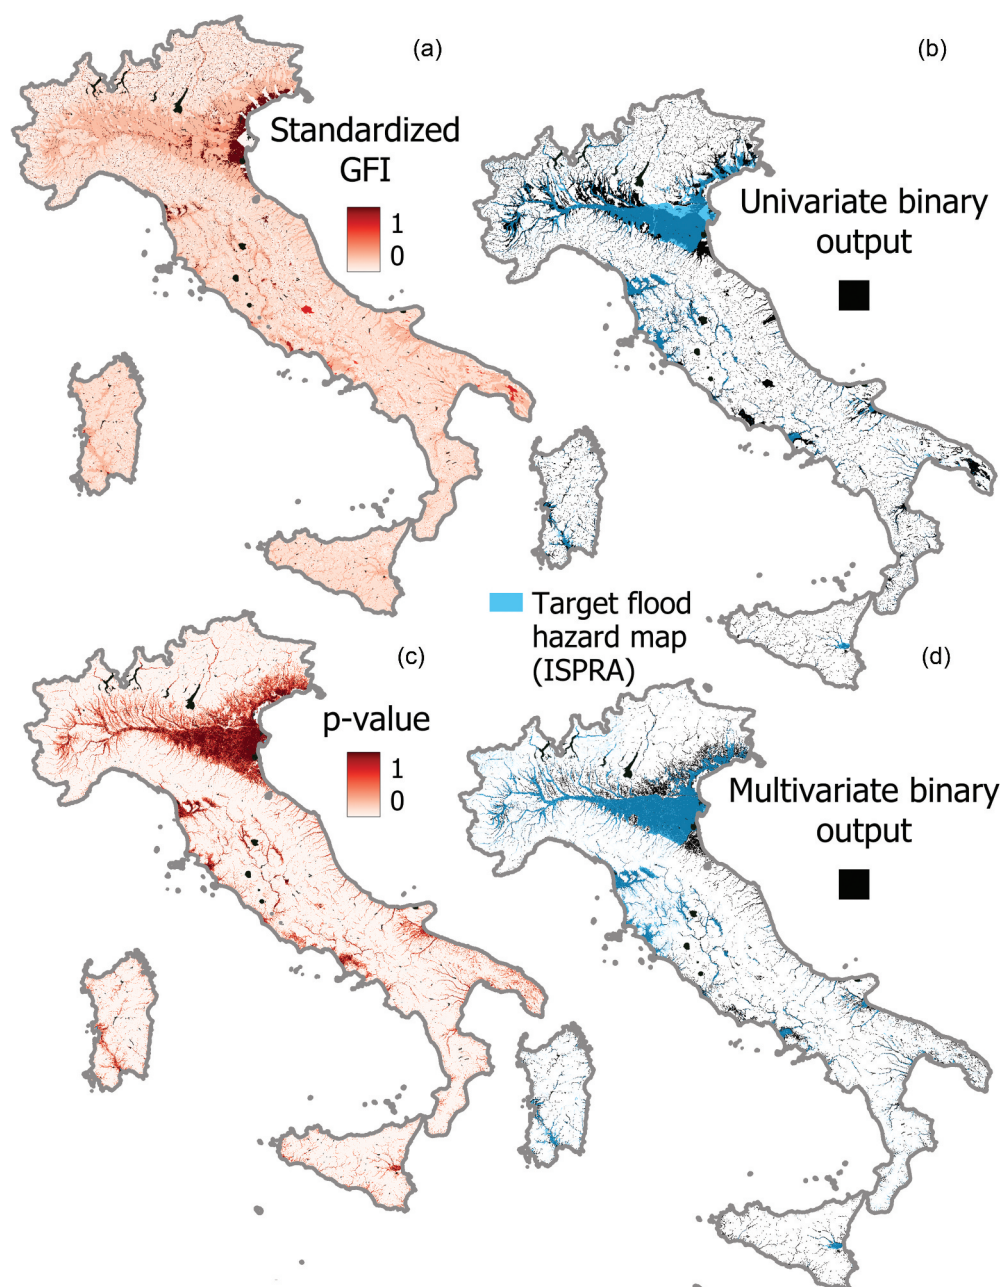 (a)
Standardized
GFI
1
0
(b)
Univariate binary
output
Target flood
hazard map
(ISPRA)
(c)
p-value
1
0
(d)
Multivariate binary
output